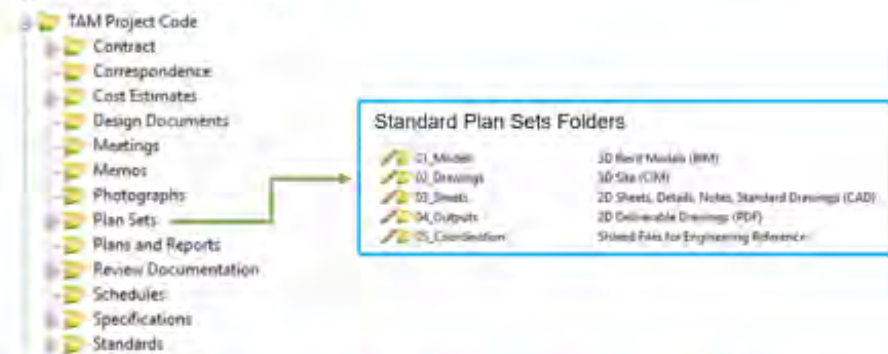 TAM Project Code
Contract
Correspondence
Cost Estimates
Design Documents
Meetings
Memos
Photographs
Plan Sets
Plans and Reports
Review Documentation
Schedules
Specifications
Standards
Standard Plan Sets Folders
01_Models 3D Revit Models (BIM)
02_Drawings 3D Site (CIM)
03_Sheets 2D Sheets, Details, Notes, Standard Drawings (CAD)
04_Outputs 2D Deliverable Drawings (PDF)
05_Coordination Shared Files for Engineering Reference